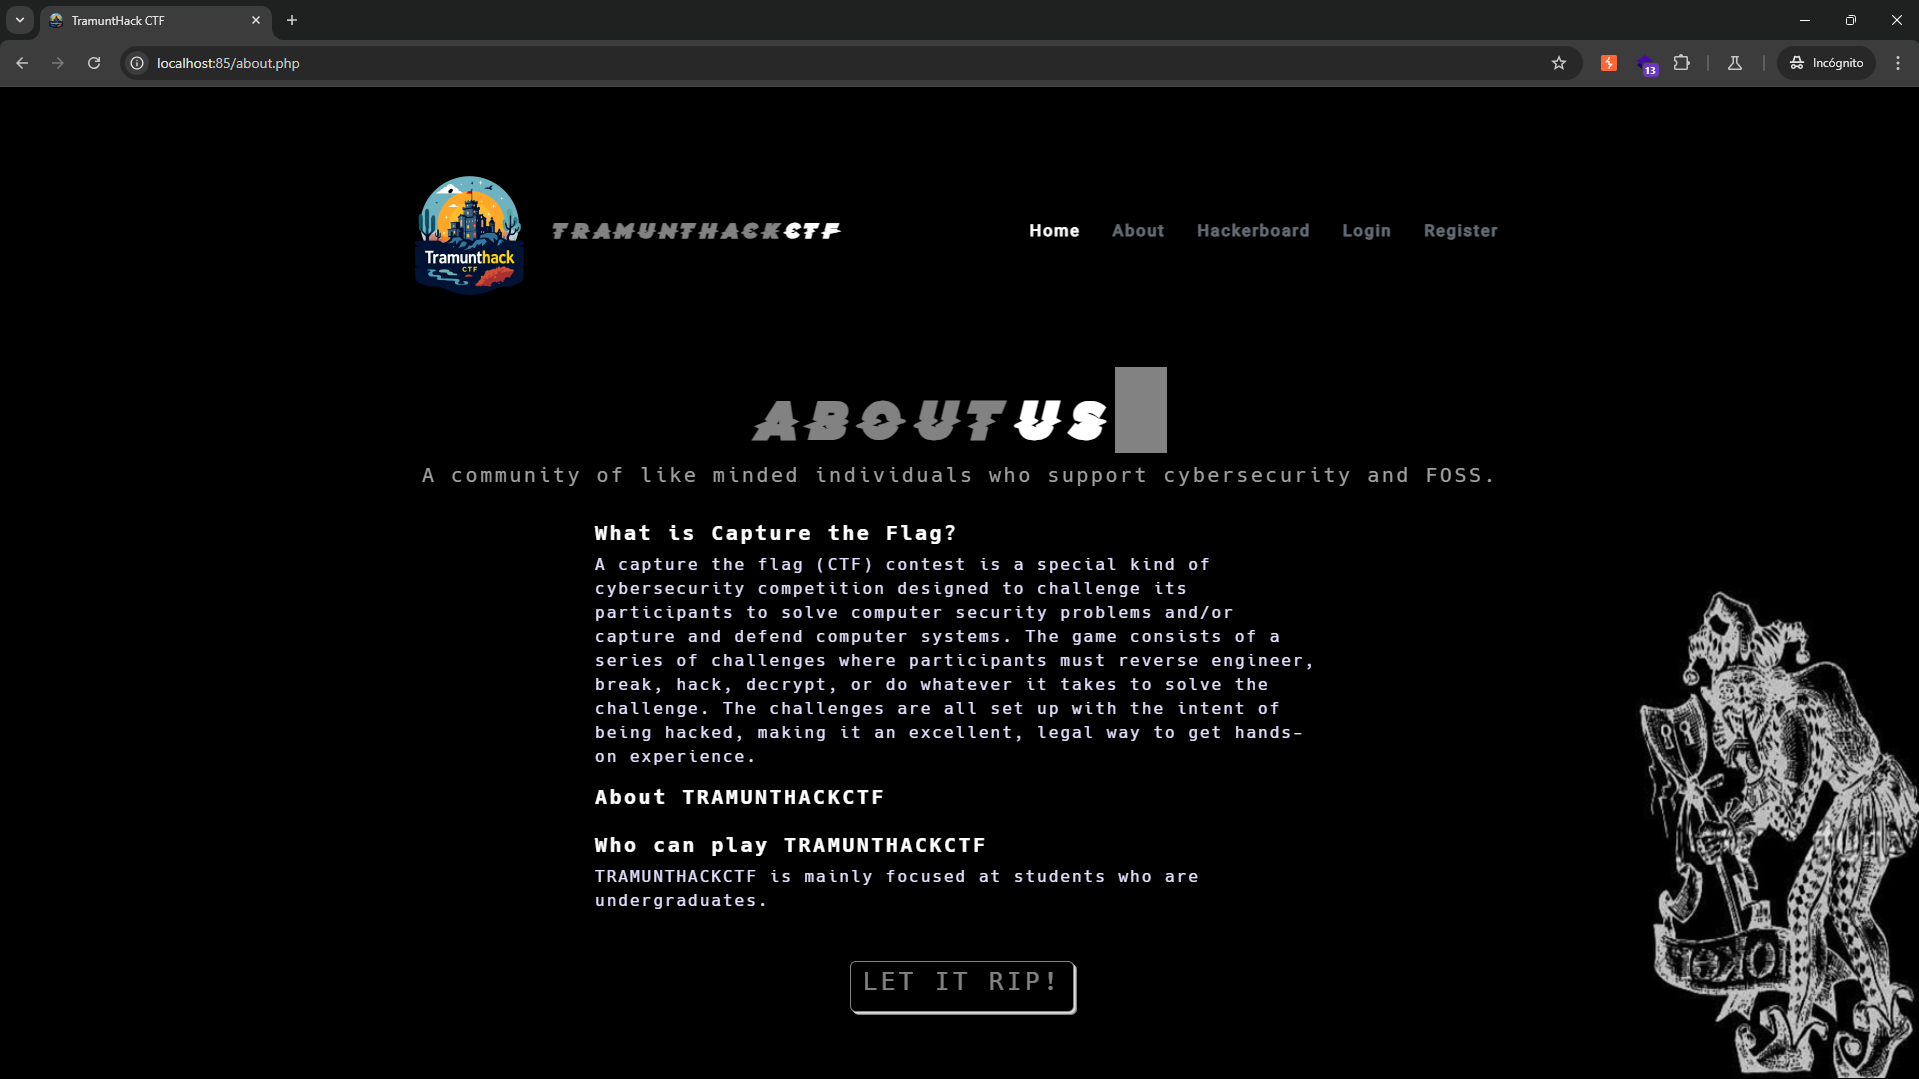 TramuntHack CTF
localhost:85/about.php
13
Incógnito
Tramunthack
CTF
TRAMUNTHACKCTF
Home About Hackerboard Login Register
ABOUT US
A community of like minded individuals who support cybersecurity and FOSS.
What is Capture the Flag?
A capture the flag (CTF) contest is a special kind of
cybersecurity competition designed to challenge its
participants to solve computer security problems and/or
capture and defend computer systems. The game consists of a
series of challenges where participants must reverse engineer,
break, hack, decrypt, or do whatever it takes to solve the
challenge. The challenges are all set up with the intent of
being hacked, making it an excellent, legal way to get hands-
on experience.
About TRAMUNTHACKCTF
Who can play TRAMUNTHACKCTF
TRAMUNTHACKCTF is mainly focused at students who are
undergraduates.
LET IT RIP!